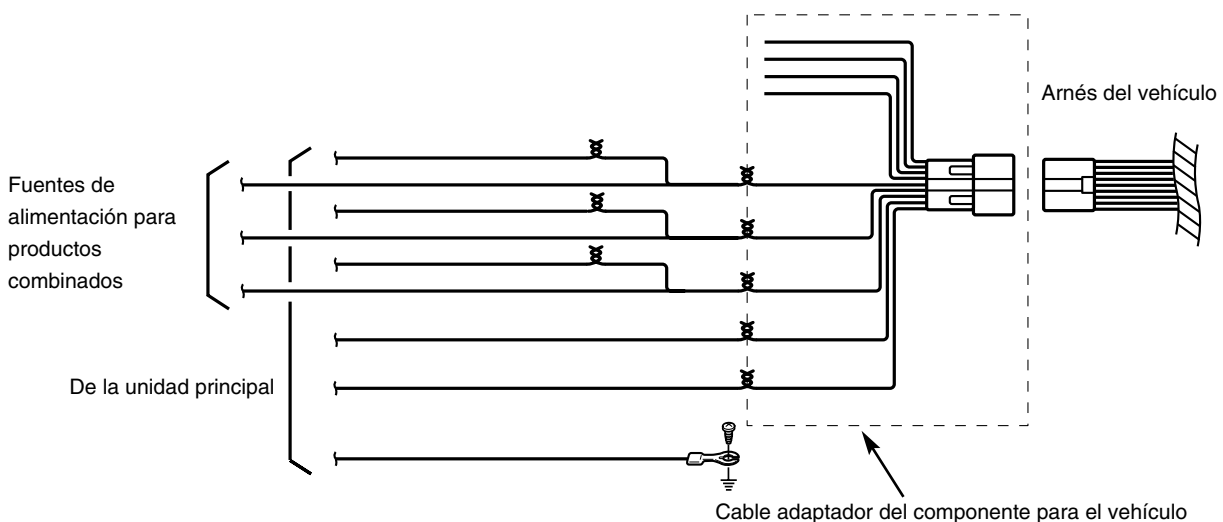 Arnés del vehículo
Fuentes de
alimentación para
productos
combinados
De la unidad principal
Cable adaptador del componente para el vehículo